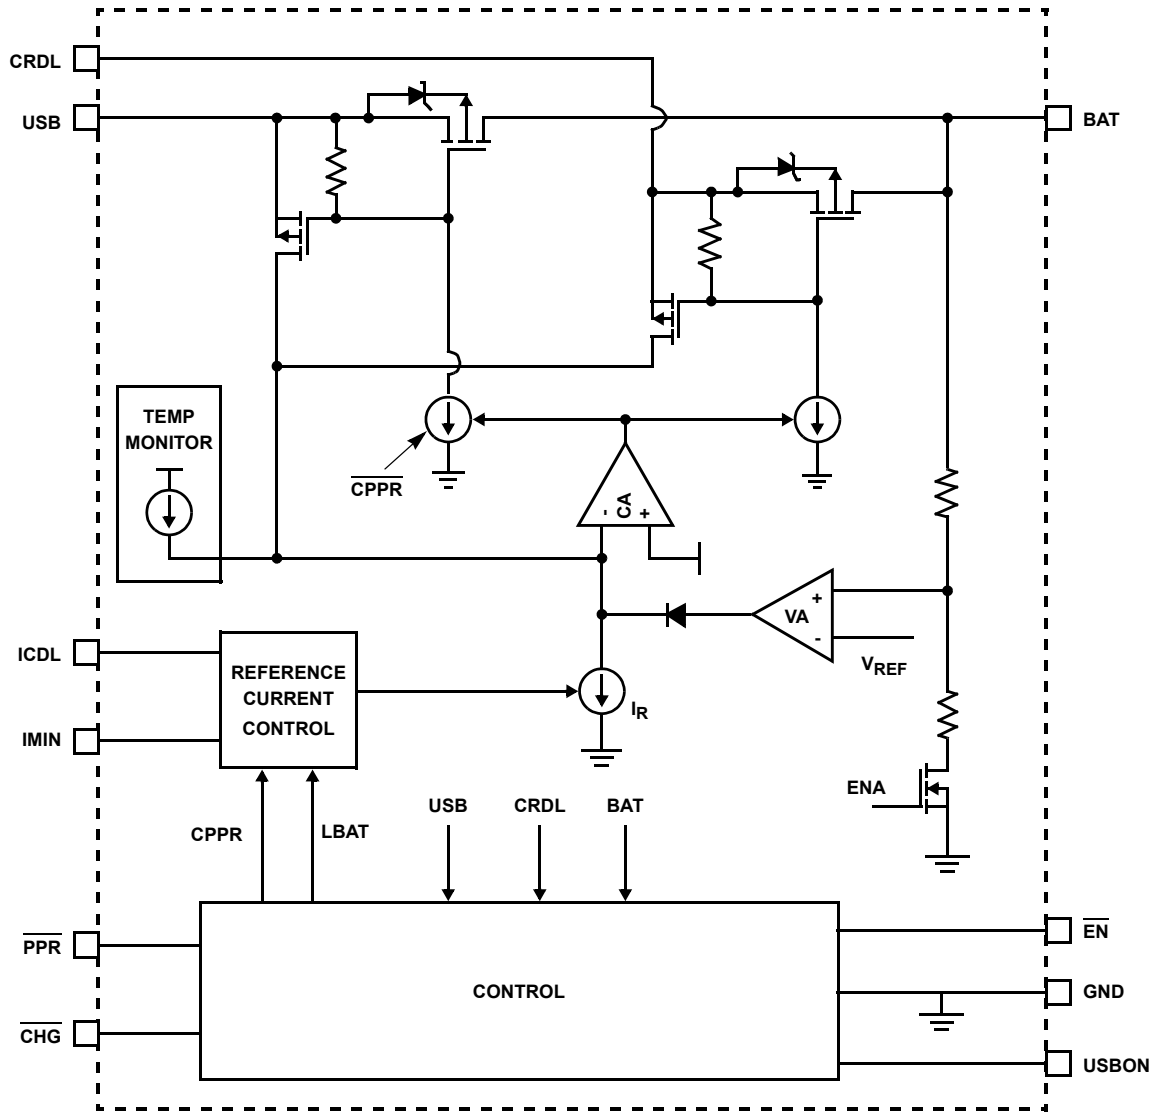 CRDL
USB
BAT
TEMP
MONITOR
CPPR
CA
-
+
VA
+
-
VREF
ICDL
IMIN
REFERENCE
CURRENT
CONTROL
IR
ENA
CPPR
LBAT
USB
CRDL
BAT
PPR
CHG
CONTROL
EN
GND
USBON